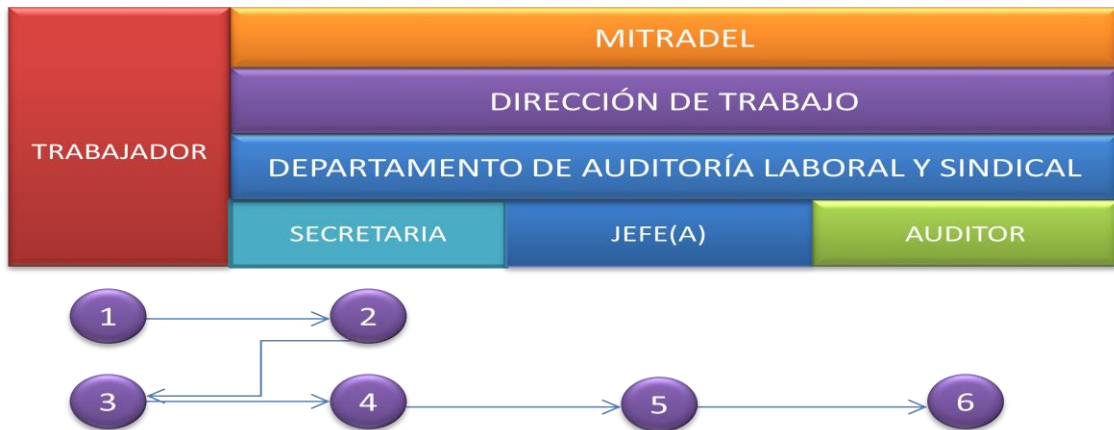 MITRADEL
DIRECCIÓN DE TRABAJO
TRABAJADOR
DEPARTAMENTO DE AUDITORÍA LABORAL Y SINDICAL
SECRETARIA
JEFE(A)
AUDITOR
1
2
3
4
5
6